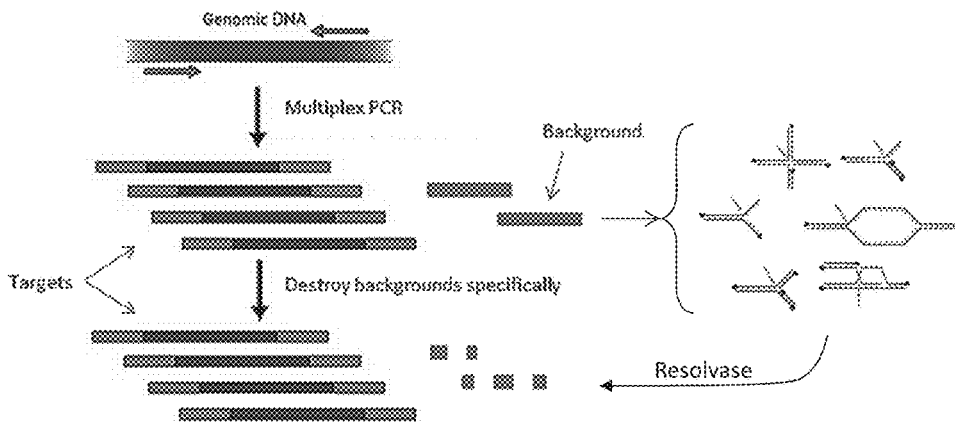 Genomic DNA
Multiplex PCR
Background
Targets
Destroy backgrounds specifically
Resolvase